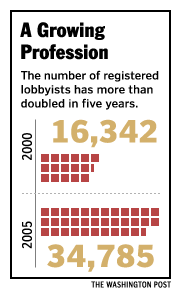 A Growing
Profession
The number of registered
lobbyists has more than
doubled in five years.
2000
16,342
2005
34,785
THE WASHINGTON POST